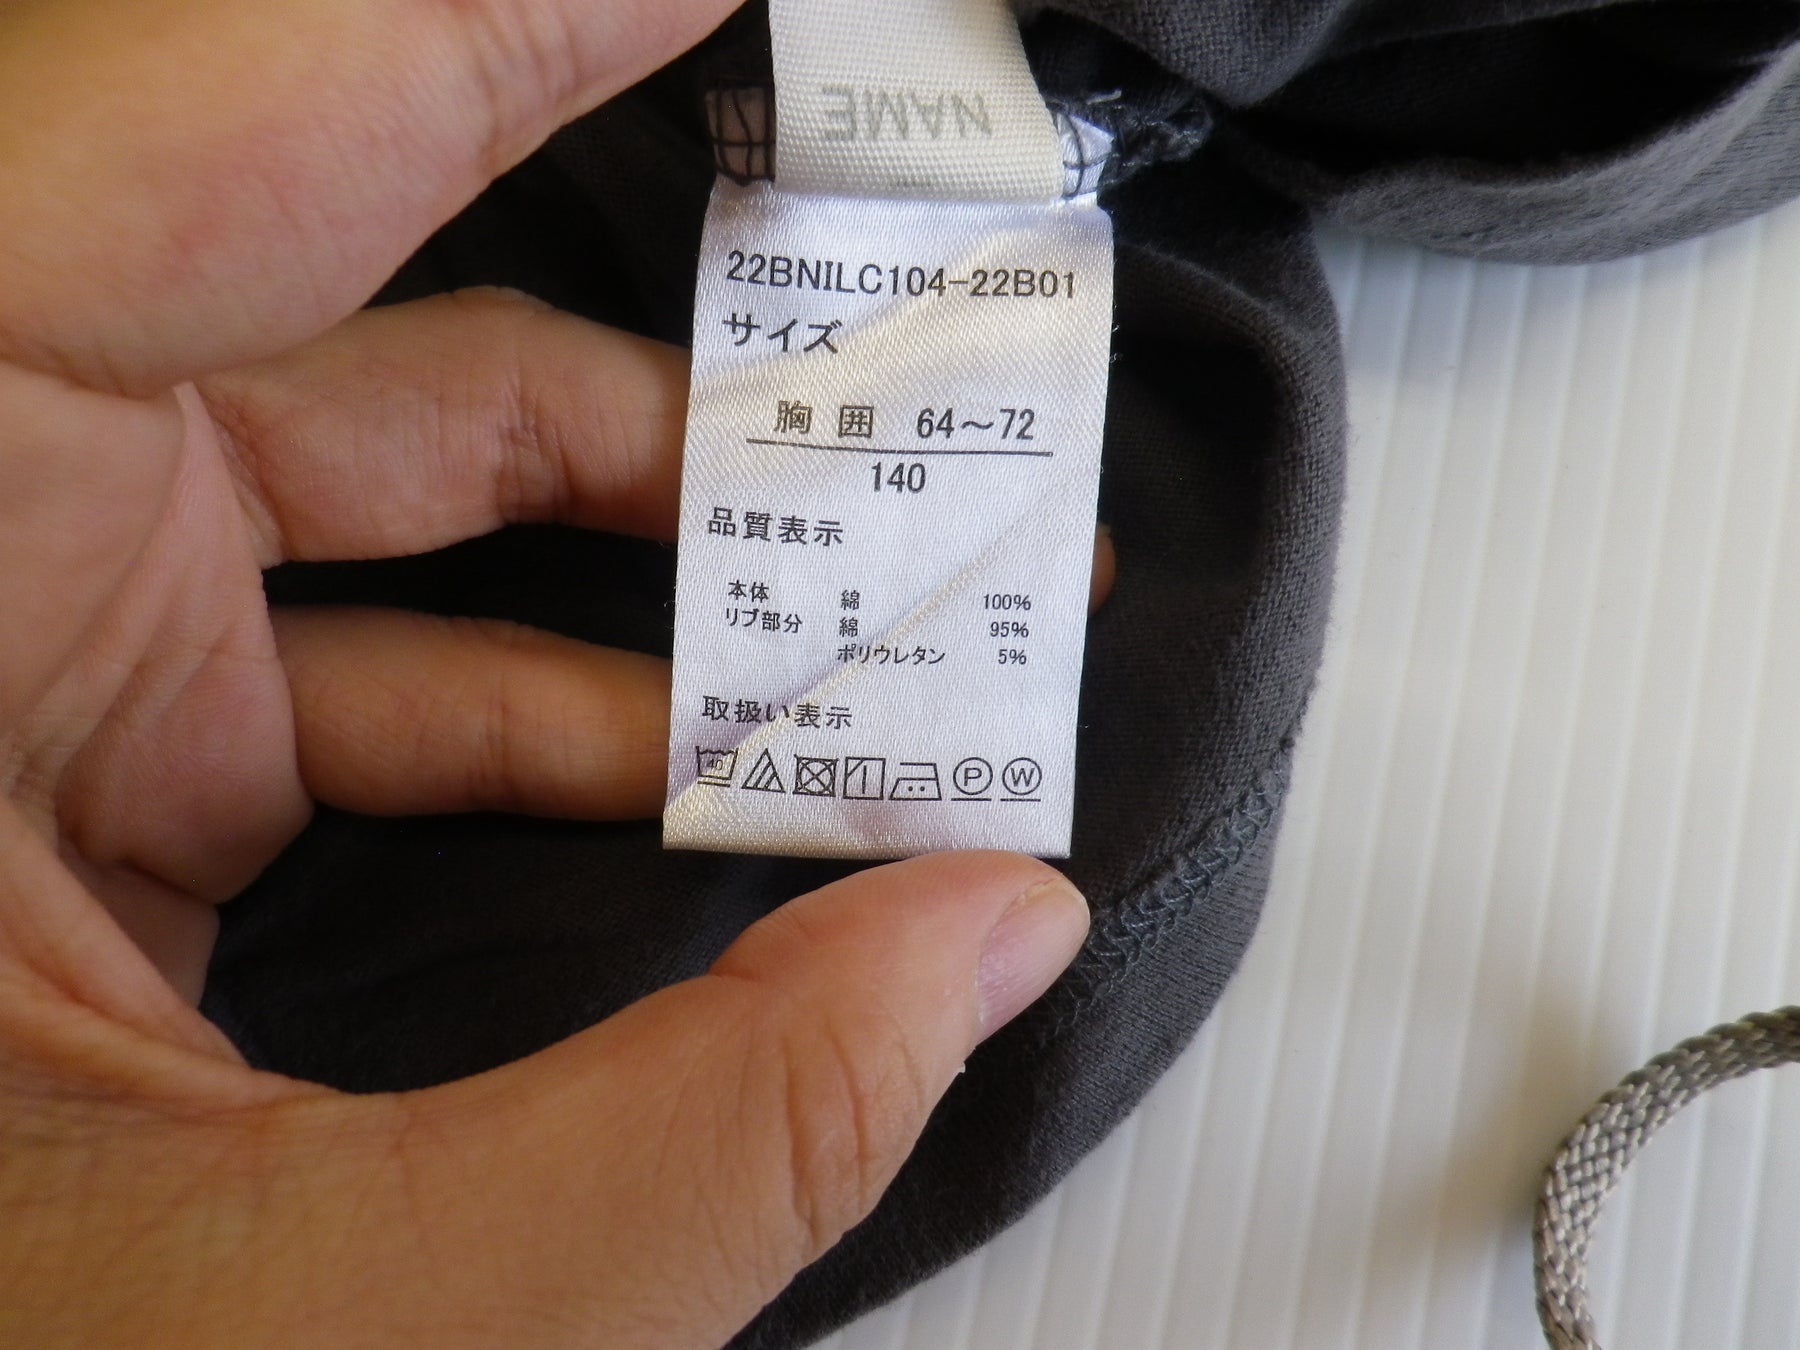 NAME
22BNILC104-22B01
サイズ
胸囲 64～72
140
品質表示
本体 綿 100%
リブ部分 綿 95%
ポリウレタン 5%
取扱い表示
40 P W